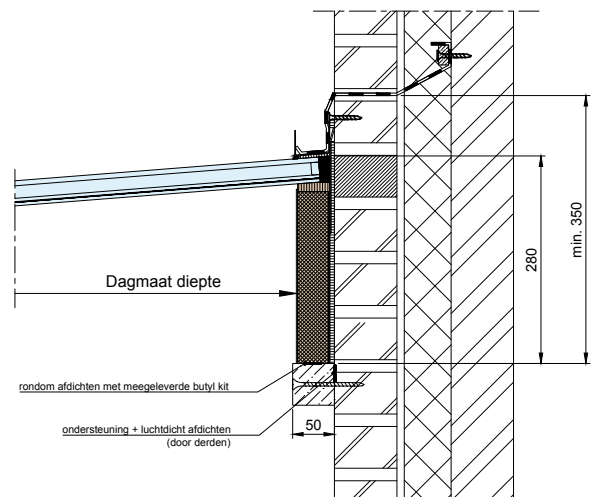 min. 350
280
Dagmaat diepte
rondom afdichten met meegeleverde butyl kit
50
ondersteuning + luchtdicht afdichten
(door derden)